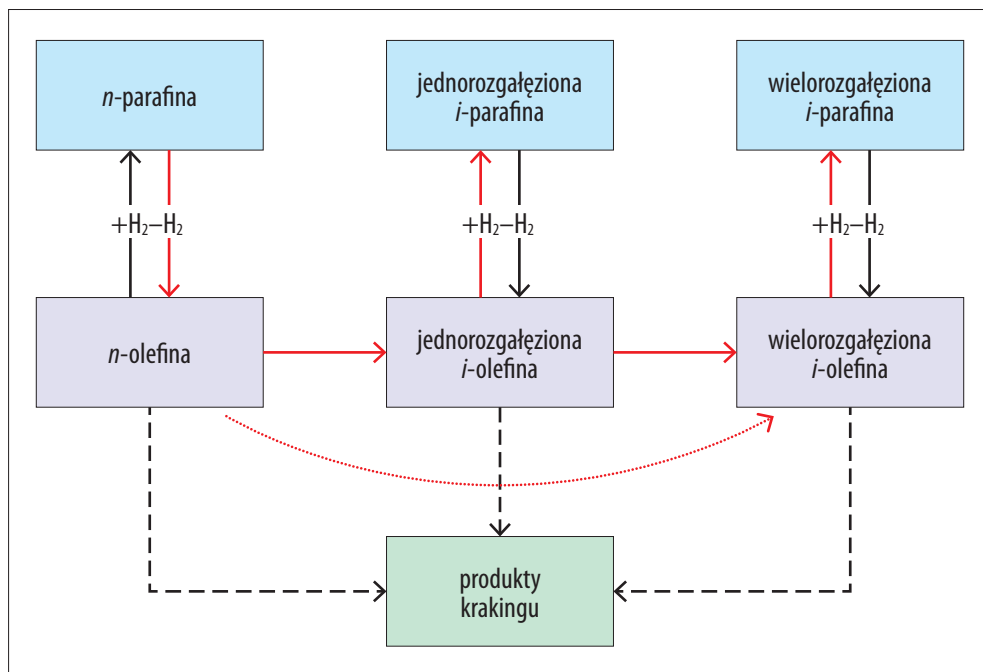 n-parafina
jednorozgałęziona
i-parafina
wielorozgałęziona
i-parafina
+H₂–H₂
+H₂–H₂
+H₂–H₂
n-olefina
jednorozgałęziona
i-olefina
wielorozgałęziona
i-olefina
produkty
krakingu